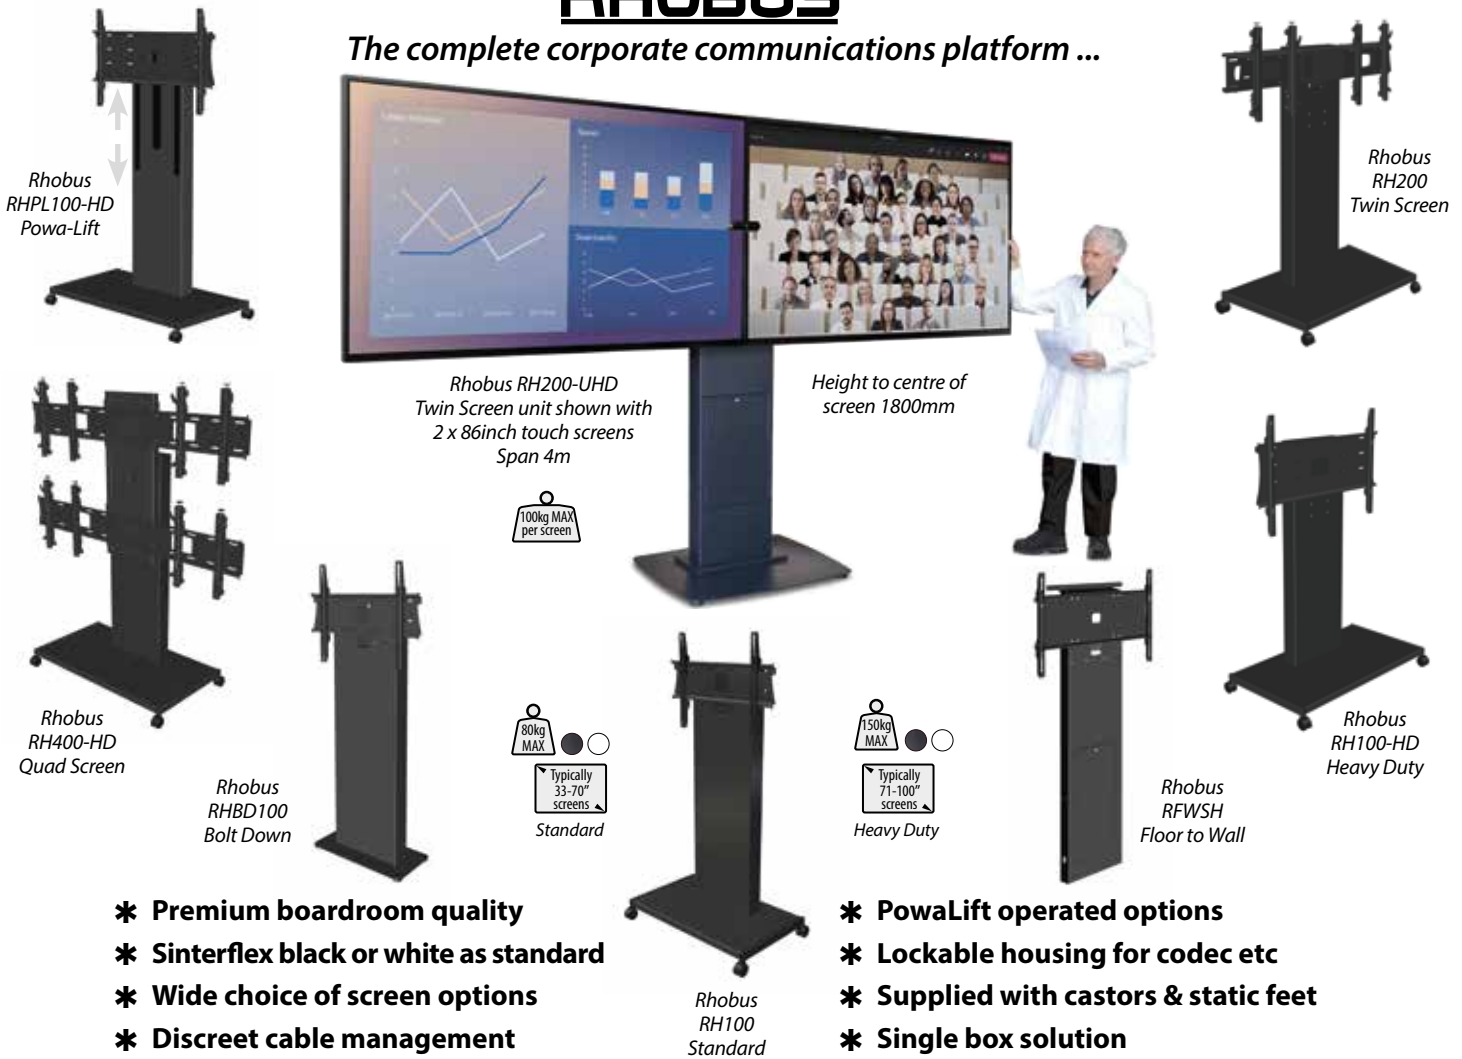 RHOBUS
The complete corporate communications platform ...
Rhobus
RHPL100-HD
Powa-Lift
Rhobus
RH200
Twin Screen
Rhobus RH200-UHD
Twin Screen unit shown with
2 x 86inch touch screens
Span 4m
Height to centre of
screen 1800mm
100kg MAX
per screen
Rhobus
RH400-HD
Quad Screen
Rhobus
RHBD100
Bolt Down
80kg
MAX
Typically
33-70"
screens
Standard
150kg
MAX
Typically
71-100"
screens
Heavy Duty
Rhobus
RFWSH
Floor to Wall
Rhobus
RH100-HD
Heavy Duty
✱ Premium boardroom quality
✱ Sinterflex black or white as standard
✱ Wide choice of screen options
✱ Discreet cable management
Rhobus
RH100
Standard
✱ PowaLift operated options
✱ Lockable housing for codec etc
✱ Supplied with castors & static feet
✱ Single box solution